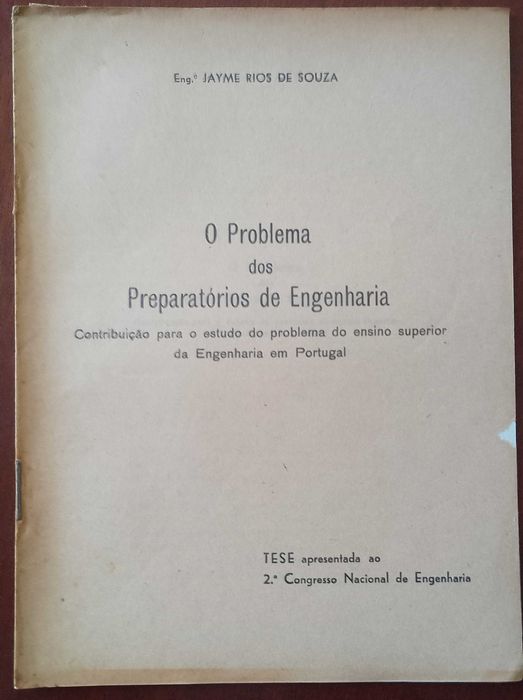 Eng.º JAYME RIOS DE SOUZA
O Problema
dos
Preparatórios de Engenharia
Contribuïção para o estudo do problema do ensino superior
da Engenharia em Portugal
TESE apresentada ao
2.º Congresso Nacional de Engenharia